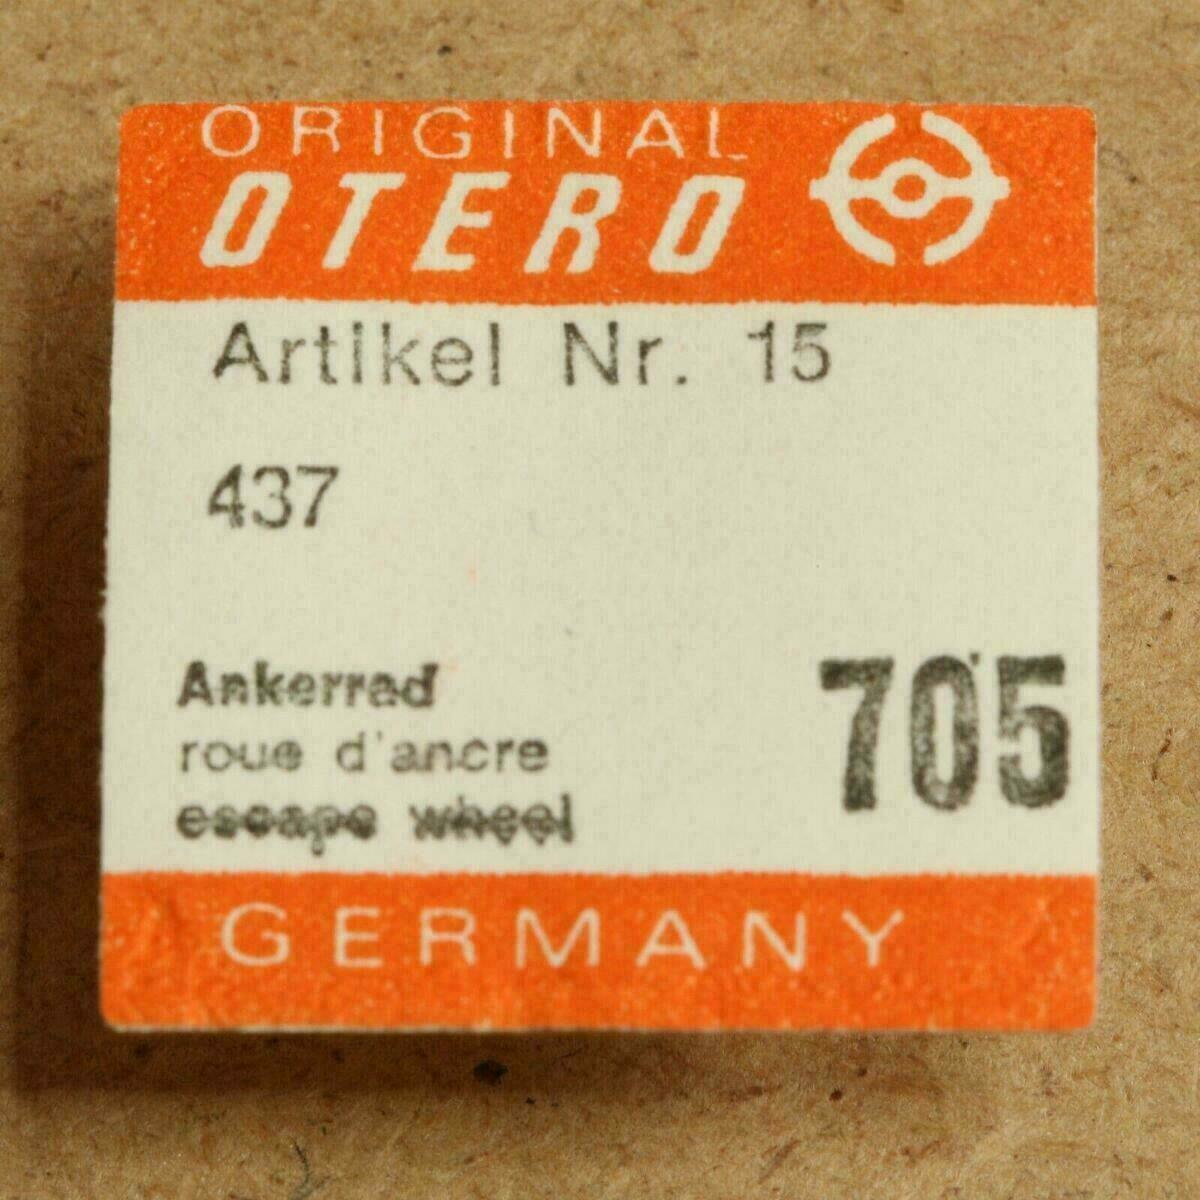 ORIGINAL
OTERO
Artikel Nr. 15
437
Ankerrad
roue d'ancre
escape wheel
705
GERMANY